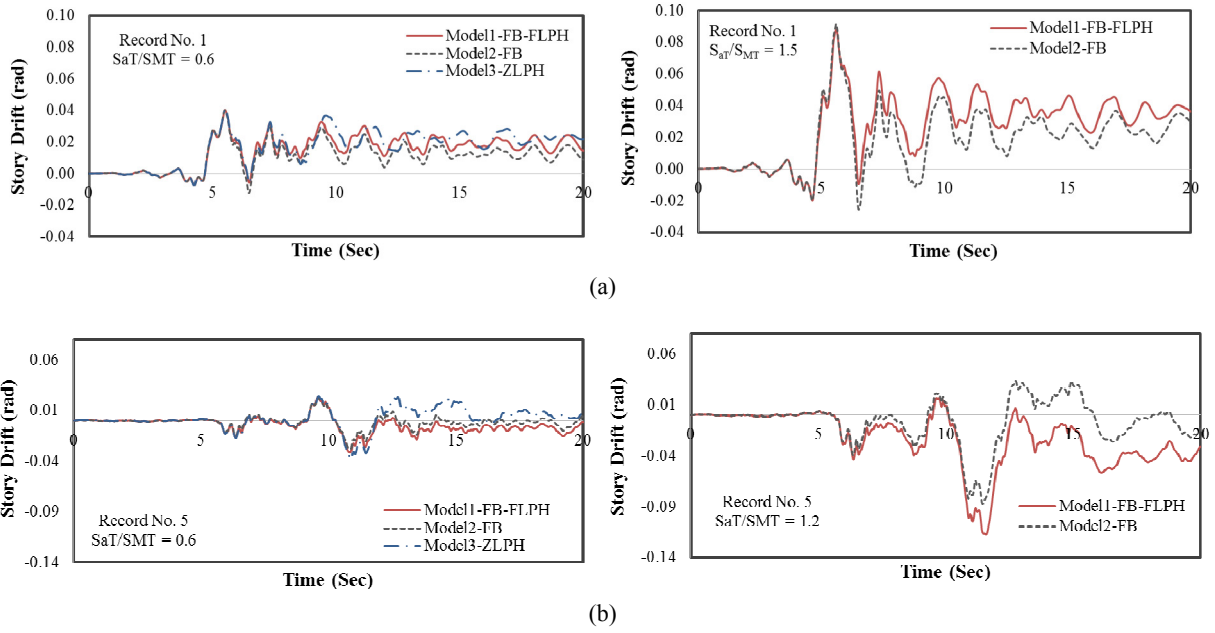 0.10
0.08
0.06
0.04
0.02
0.00
-0.02
-0.04
Story Drift (rad)
Record No. 1
SaT/SMT = 0.6
Model1-FB-FLPH
Model2-FB
Model3-ZLPH
0 5 10 15 20
Time (Sec)
0.10
0.08
0.06
0.04
0.02
0.00
-0.02
-0.04
Story Drift (rad)
Record No. 1
SaT/SMT = 1.5
Model1-FB-FLPH
Model2-FB
0 5 10 15 20
Time (Sec)
(a)
0.06
0.01
-0.04
-0.09
-0.14
Story Drift (rad)
0 5 10 15 20
Record No. 5
SaT/SMT = 0.6
Model1-FB-FLPH
Model2-FB
Model3-ZLPH
Time (Sec)
0.06
0.01
-0.04
-0.09
-0.14
Story Drift (rad)
0 5 10 15 20
Record No. 5
SaT/SMT = 1.2
Model1-FB-FLPH
Model2-FB
Time (Sec)
(b)